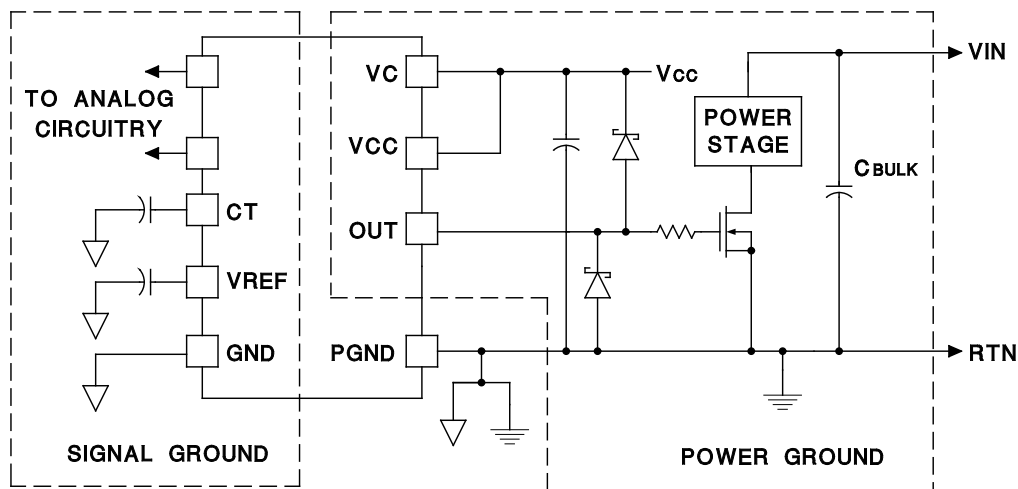 VIN
VC
VCC
TO ANALOG
CIRCUITRY
POWER
STAGE
VCC
CBULK
CT
OUT
VREF
GND
PGND
RTN
SIGNAL GROUND
POWER GROUND